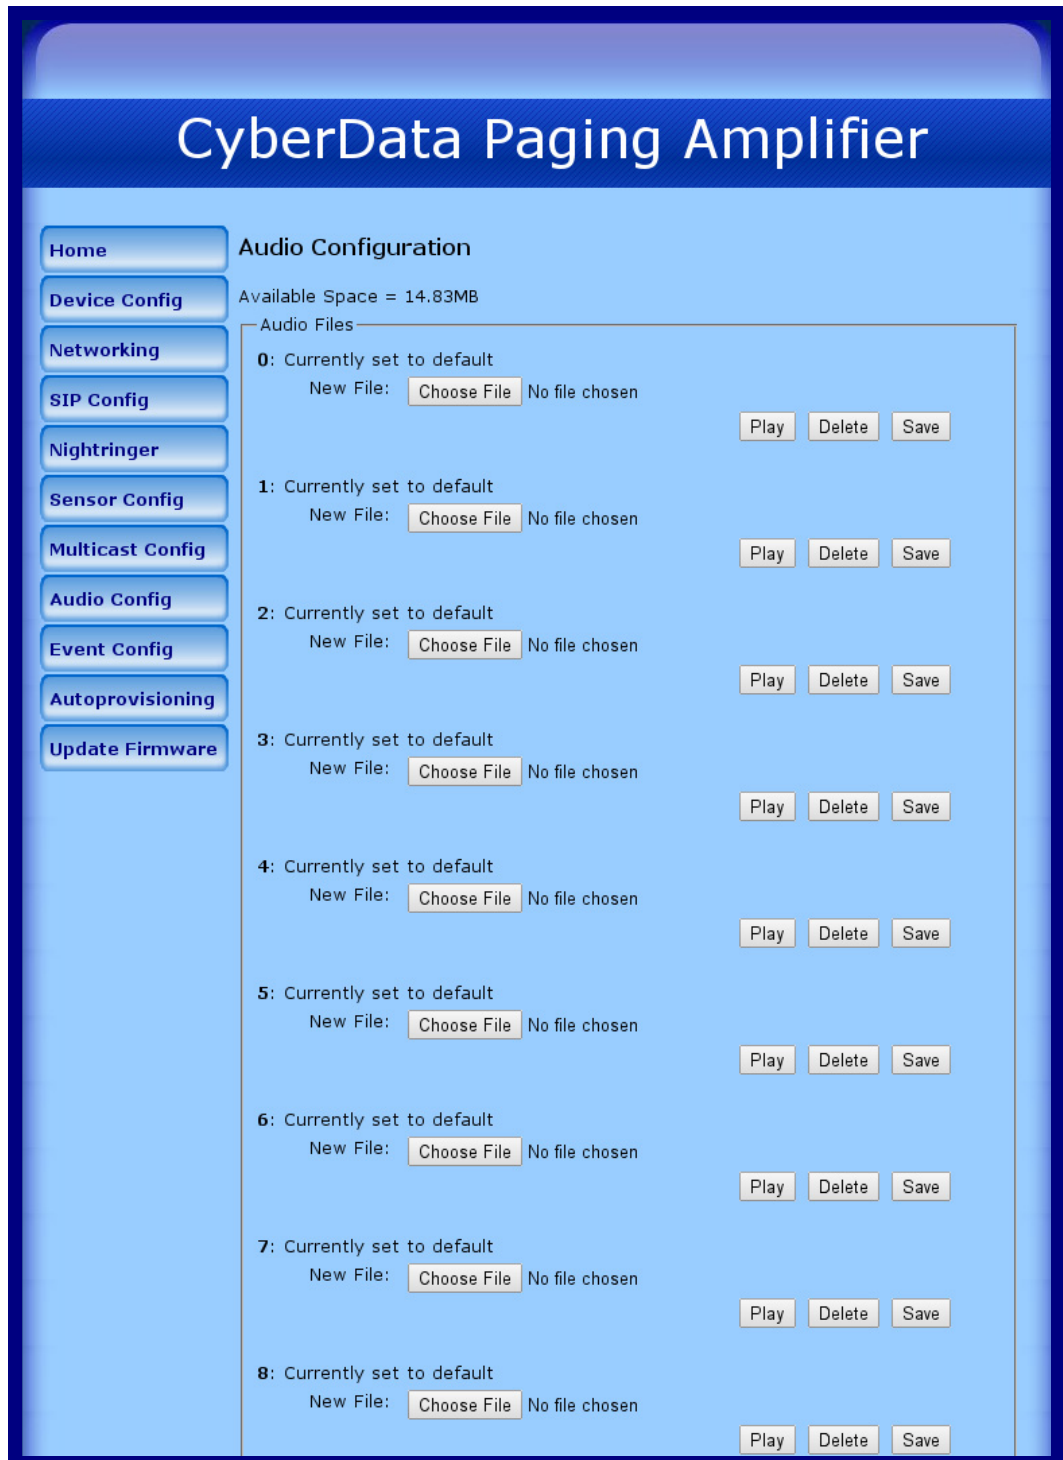 CyberData Paging Amplifier
Home
Device Config
Networking
SIP Config
Nightringer
Sensor Config
Multicast Config
Audio Config
Event Config
Autoprovisioning
Update Firmware
Audio Configuration
Available Space = 14.83MB
Audio Files
0: Currently set to default
New File: Choose File No file chosen
Play Delete Save
1: Currently set to default
New File: Choose File No file chosen
Play Delete Save
2: Currently set to default
New File: Choose File No file chosen
Play Delete Save
3: Currently set to default
New File: Choose File No file chosen
Play Delete Save
4: Currently set to default
New File: Choose File No file chosen
Play Delete Save
5: Currently set to default
New File: Choose File No file chosen
Play Delete Save
6: Currently set to default
New File: Choose File No file chosen
Play Delete Save
7: Currently set to default
New File: Choose File No file chosen
Play Delete Save
8: Currently set to default
New File: Choose File No file chosen
Play Delete Save